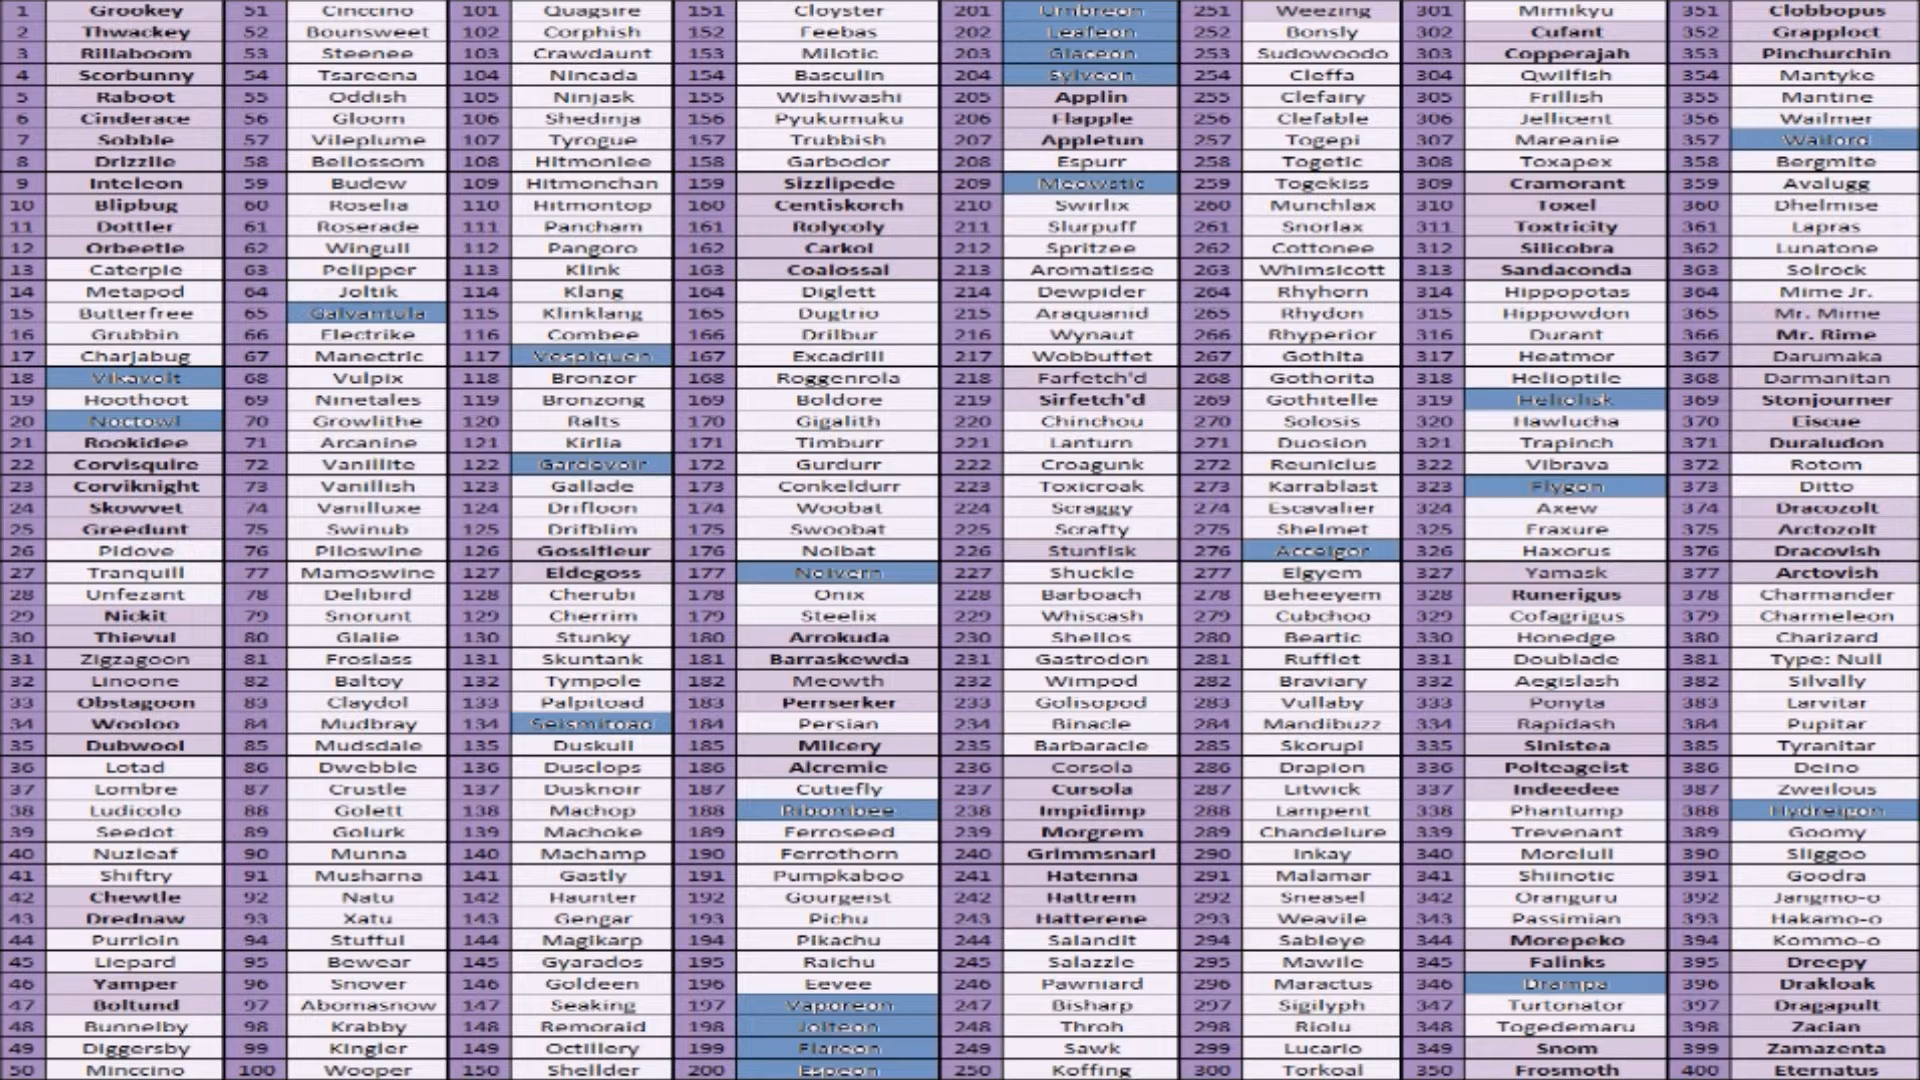 1 Grookey 51 Cinccino 101 Quagsire 151 Cloyster 201 Umbreon 251 Weezing 301 Mimikyu 351 Clobbopus
2 Thwackey 52 Bounsweet 102 Corphish 152 Feebas 202 Leafeon 252 Bonsly 302 Cufant 352 Grapploct
3 Rillaboom 53 Steenee 103 Crawdaunt 153 Milotic 203 Glaceon 253 Sudowoodo 303 Copperajah 353 Pinchurchin
4 Scorbunny 54 Tsareena 104 Nincada 154 Basculin 204 Sylveon 254 Cleffa 304 Qwilfish 354 Mantyke
5 Raboot 55 Oddish 105 Ninjask 155 Wishiwashi 205 Applin 255 Clefairy 305 Frillish 355 Mantine
6 Cinderace 56 Gloom 106 Shedinja 156 Pyukumuku 206 Flapple 256 Clefable 306 Jellicent 356 Wailmer
7 Sobble 57 Vileplume 107 Tyrogue 157 Trubbish 207 Appletun 257 Togepi 307 Mareanie 357 Wailord
8 Drizzile 58 Bellossom 108 Hitmonlee 158 Garbodor 208 Espurr 258 Togetic 308 Toxapex 358 Bergmite
9 Inteleon 59 Budew 109 Hitmonchan 159 Sizzlipede 209 Meowstic 259 Togekiss 309 Cramorant 359 Avalugg
10 Blipbug 60 Roselia 110 Hitmontop 160 Centiskorch 210 Swirlix 260 Munchlax 310 Toxel 360 Dhelmise
11 Dottler 61 Roserade 111 Pancham 161 Rolycoly 211 Slurpuff 261 Snorlax 311 Toxtricity 361 Lapras
12 Orbeetle 62 Wingull 112 Pangoro 162 Carkol 212 Spritzee 262 Cottonee 312 Silicobra 362 Lunatone
13 Caterpie 63 Pelipper 113 Klink 163 Coalossal 213 Aromatisse 263 Whimsicott 313 Sandaconda 363 Solrock
14 Metapod 64 Joltik 114 Klang 164 Diglett 214 Dewpider 264 Rhyhorn 314 Hippopotas 364 Mime Jr.
15 Butterfree 65 Galvantula 115 Klinklang 165 Dugtrio 215 Araquanid 265 Rhydon 315 Hippowdon 365 Mr. Mime
16 Grubbin 66 Electrike 116 Combee 166 Drilbur 216 Wynaut 266 Rhyperior 316 Durant 366 Mr. Rime
17 Charjabug 67 Manectric 117 Vespiquen 167 Excadrill 217 Wobbuffet 267 Gothita 317 Heatmor 367 Darumaka
18 Vikavolt 68 Vulpix 118 Bronzor 168 Roggenrola 218 Farfetch'd 268 Gothorita 318 Helioptile 368 Darmanitan
19 Hoothoot 69 Ninetales 119 Bronzong 169 Boldore 219 Sirfetch'd 269 Gothitelle 319 Heliolisk 369 Stonjourner
20 Noctowl 70 Growlithe 120 Ralts 170 Gigalith 220 Chinchou 270 Solosis 320 Hawlucha 370 Eiscue
21 Rookidee 71 Arcanine 121 Kirlia 171 Timburr 221 Lanturn 271 Duosion 321 Trapinch 371 Duraludon
22 Corvisquire 72 Vanillite 122 Gardevoir 172 Gurdurr 222 Croagunk 272 Reuniclus 322 Vibrava 372 Rotom
23 Corviknight 73 Vanillish 123 Gallade 173 Conkeldurr 223 Toxicroak 273 Karrablast 323 Flygon 373 Ditto
24 Skowvet 74 Vanilluxe 124 Drifloon 174 Woobat 224 Scraggy 274 Escavalier 324 Axew 374 Dracozolt
25 Greedunt 75 Swinub 125 Drifblim 175 Swoobat 225 Scrafty 275 Shelmet 325 Fraxure 375 Arctozolt
26 Pidove 76 Piloswine 126 Gossifleur 176 Noibat 226 Stunfisk 276 Accelgor 326 Haxorus 376 Dracovish
27 Tranquill 77 Mamoswine 127 Eldegoss 177 Noivern 227 Shuckle 277 Elgyem 327 Yamask 377 Arctovish
28 Unfezant 78 Delibird 128 Cherubi 178 Onix 228 Barboach 278 Beheeyem 328 Runerigus 378 Charmander
29 Nickit 79 Snorunt 129 Cherrim 179 Steelix 229 Whiscash 279 Cubchoo 329 Cofagrigus 379 Charmeleon
30 Thievul 80 Glalie 130 Stunky 180 Arrokuda 230 Shellos 280 Beartic 330 Honedge 380 Charizard
31 Zigzagoon 81 Froslass 131 Skuntank 181 Barraskewda 231 Gastrodon 281 Rufflet 331 Doublade 381 Type: Null
32 Linoone 82 Baltoy 132 Tympole 182 Meowth 232 Wimpod 282 Braviary 332 Aegislash 382 Silvally
33 Obstagoon 83 Claydol 133 Palpitoad 183 Perrserker 233 Golisopod 283 Vullaby 333 Ponyta 383 Larvitar
34 Wooloo 84 Mudbray 134 Seismitoad 184 Persian 234 Binacle 284 Mandibuzz 334 Rapidash 384 Pupitar
35 Dubwool 85 Mudsdale 135 Duskull 185 Milcery 235 Barbaracle 285 Skorupi 335 Sinistea 385 Tyranitar
36 Lotad 86 Dwebble 136 Dusclops 186 Alcremie 236 Corsola 286 Drapion 336 Polteageist 386 Deino
37 Lombre 87 Crustle 137 Dusknoir 187 Cutiefly 237 Cursola 287 Litwick 337 Indeedee 387 Zweilous
38 Ludicolo 88 Golett 138 Machop 188 Ribombee 238 Impidimp 288 Lampent 338 Phantump 388 Hydreigon
39 Seedot 89 Golurk 139 Machoke 189 Ferroseed 239 Morgrem 289 Chandelure 339 Trevenant 389 Goomy
40 Nuzleaf 90 Munna 140 Machamp 190 Ferrothorn 240 Grimmsnarl 290 Inkay 340 Morelull 390 Sliggoo
41 Shiftry 91 Musharna 141 Gastly 191 Pumpkaboo 241 Hatenna 291 Malamar 341 Shiinotic 391 Goodra
42 Chewtle 92 Natu 142 Haunter 192 Gourgeist 242 Hattrem 292 Sneasel 342 Oranguru 392 Jangmo-o
43 Drednaw 93 Xatu 143 Gengar 193 Pichu 243 Hatterene 293 Weavile 343 Passimian 393 Hakamo-o
44 Purrloin 94 Stufful 144 Magikarp 194 Pikachu 244 Salandit 294 Sableye 344 Morepeko 394 Kommo-o
45 Liepard 95 Bewear 145 Gyarados 195 Raichu 245 Salazzle 295 Mawile 345 Falinks 395 Dreepy
46 Yamper 96 Snover 146 Goldeen 196 Eevee 246 Pawniard 296 Maractus 346 Drampa 396 Drakloak
47 Boltund 97 Abomasnow 147 Seaking 197 Vaporeon 247 Bisharp 297 Sigilyph 347 Turtonator 397 Dragapult
48 Bunnelby 98 Krabby 148 Remoraid 198 Jolteon 248 Throh 298 Riolu 348 Togedemaru 398 Zacian
49 Diggersby 99 Kingler 149 Octillery 199 Flareon 249 Sawk 299 Lucario 349 Snom 399 Zamazenta
50 Minccino 100 Wooper 150 Shellder 200 Espeon 250 Koffing 300 Torkoal 350 Frosmoth 400 Eternatus